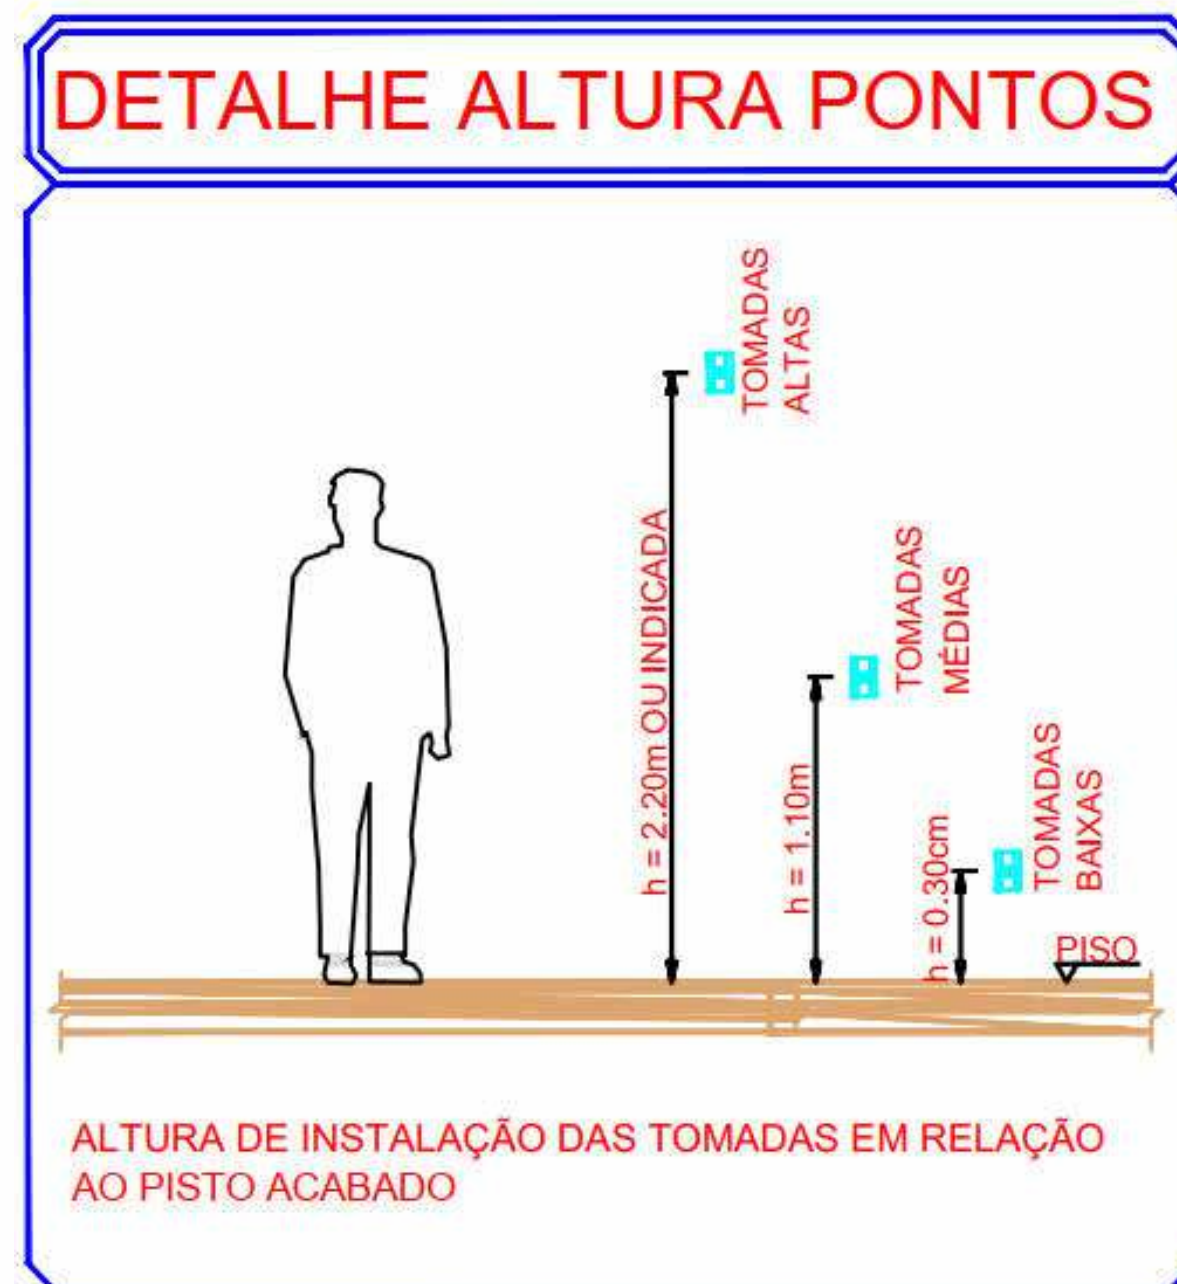 DETALHE ALTURA PONTOS
TOMADAS
ALTAS
h = 2.20m OU INDICADA
TOMADAS
MÉDIAS
h = 1.10m
TOMADAS
BAIXAS
h = 0.30cm
PISO
ALTURA DE INSTALAÇÃO DAS TOMADAS EM RELAÇÃO
AO PISTO ACABADO